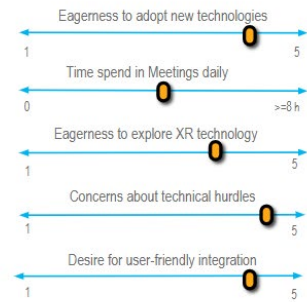 Eagerness to adopt new technologies
1 5
Time spend in Meetings daily
0 >=8 h
Eagerness to explore XR technology
1 5
Concerns about technical hurdles
1 5
Desire for user-friendly integration
1 5